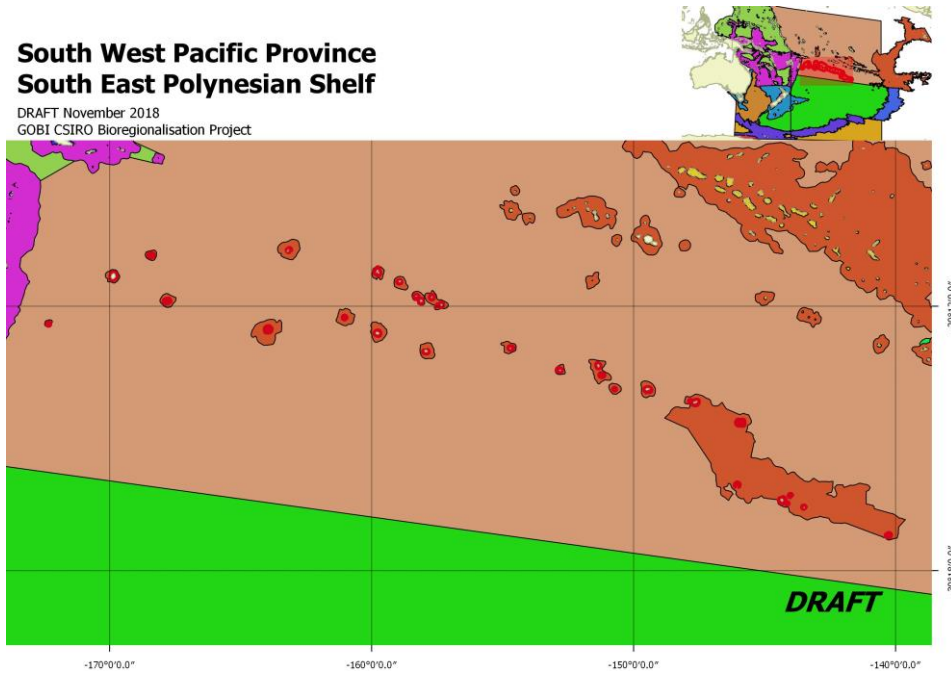 South West Pacific Province
South East Polynesian Shelf
DRAFT November 2018
GOBI CSIRO Bioregionalisation Project
DRAFT
-170°0'0.0"
-160°0'0.0"
-150°0'0.0"
-140°0'0.0"